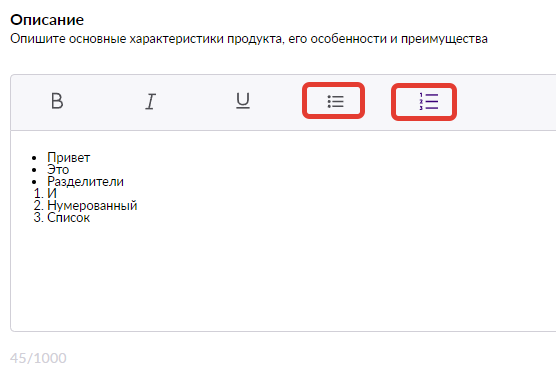 Описание
Опишите основные характеристики продукта, его особенности и преимущества
B I U
• Привет
• Это
• Разделители
1. И
2. Нумерованный
3. Список
45/1000